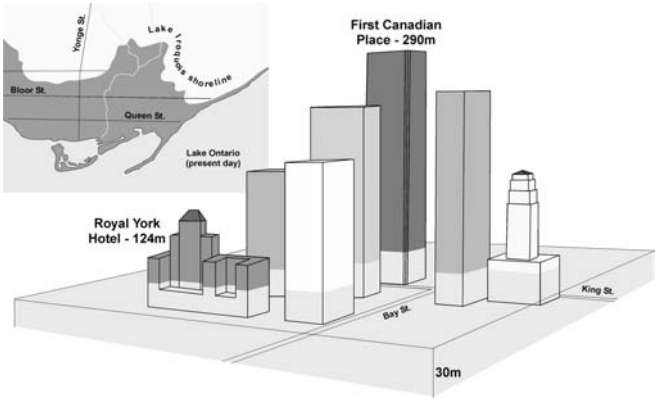 Yonge St.
Lake Iroquois shoreline
Bloor St.
Queen St.
Lake Ontario
(present day)
First Canadian
Place - 290m
Royal York
Hotel - 124m
King St.
Bay St.
30m